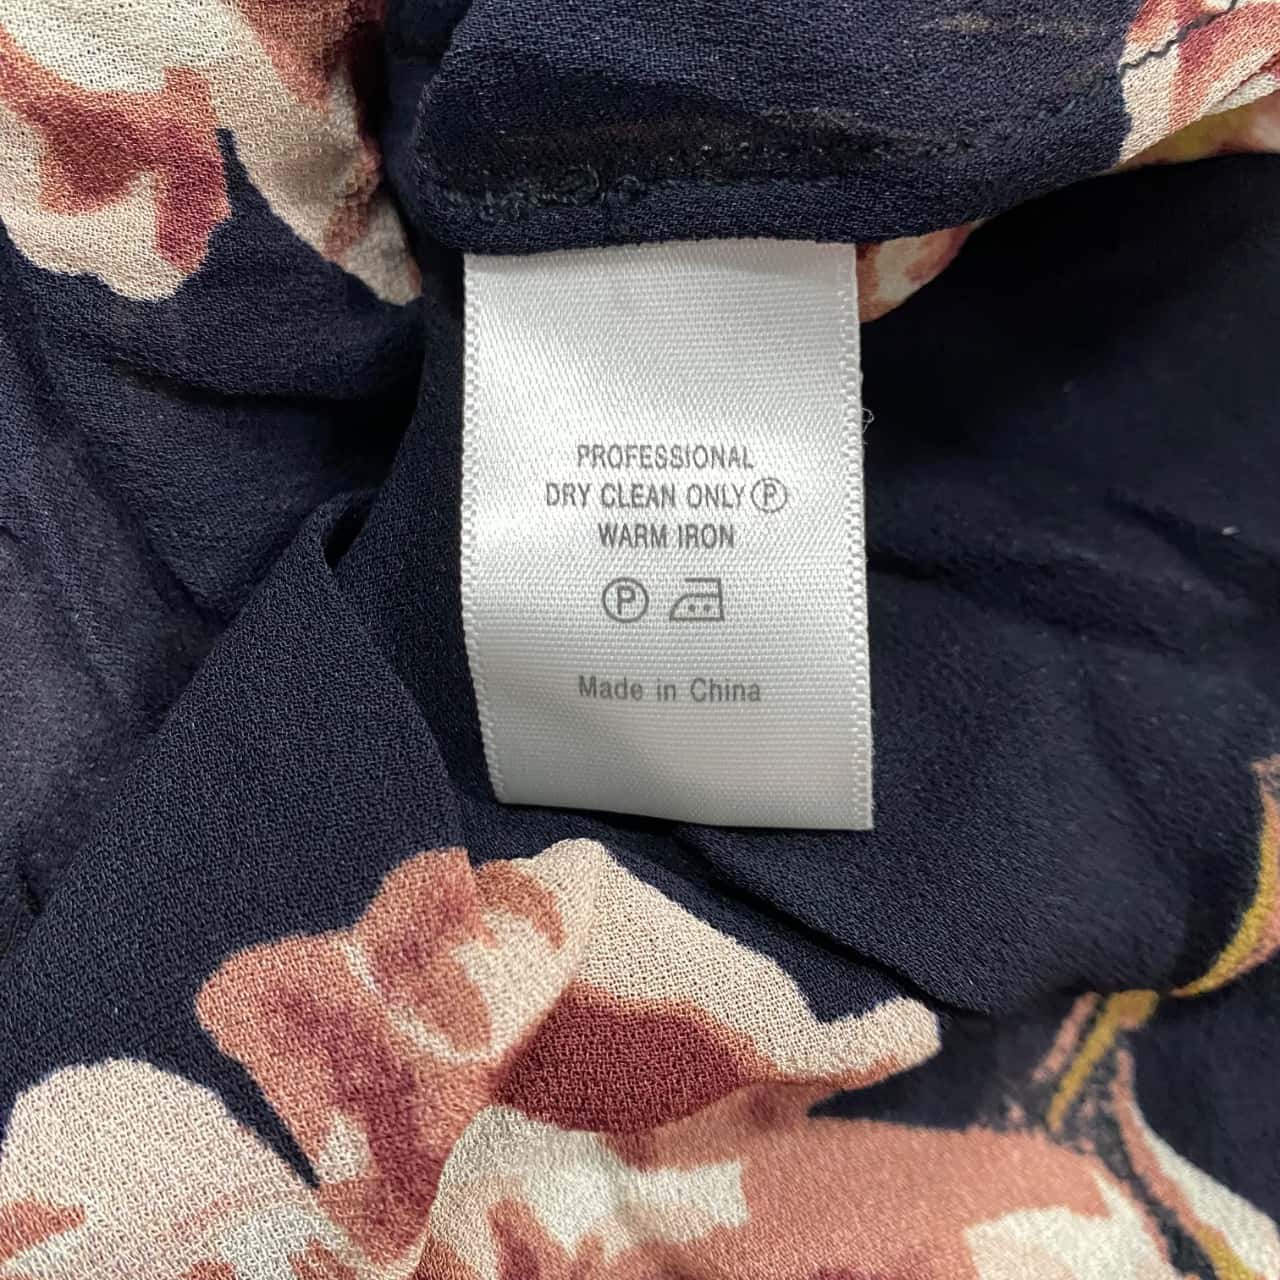 PROFESSIONAL
DRY CLEAN ONLY Ⓟ
WARM IRON
Ⓟ
Made in China